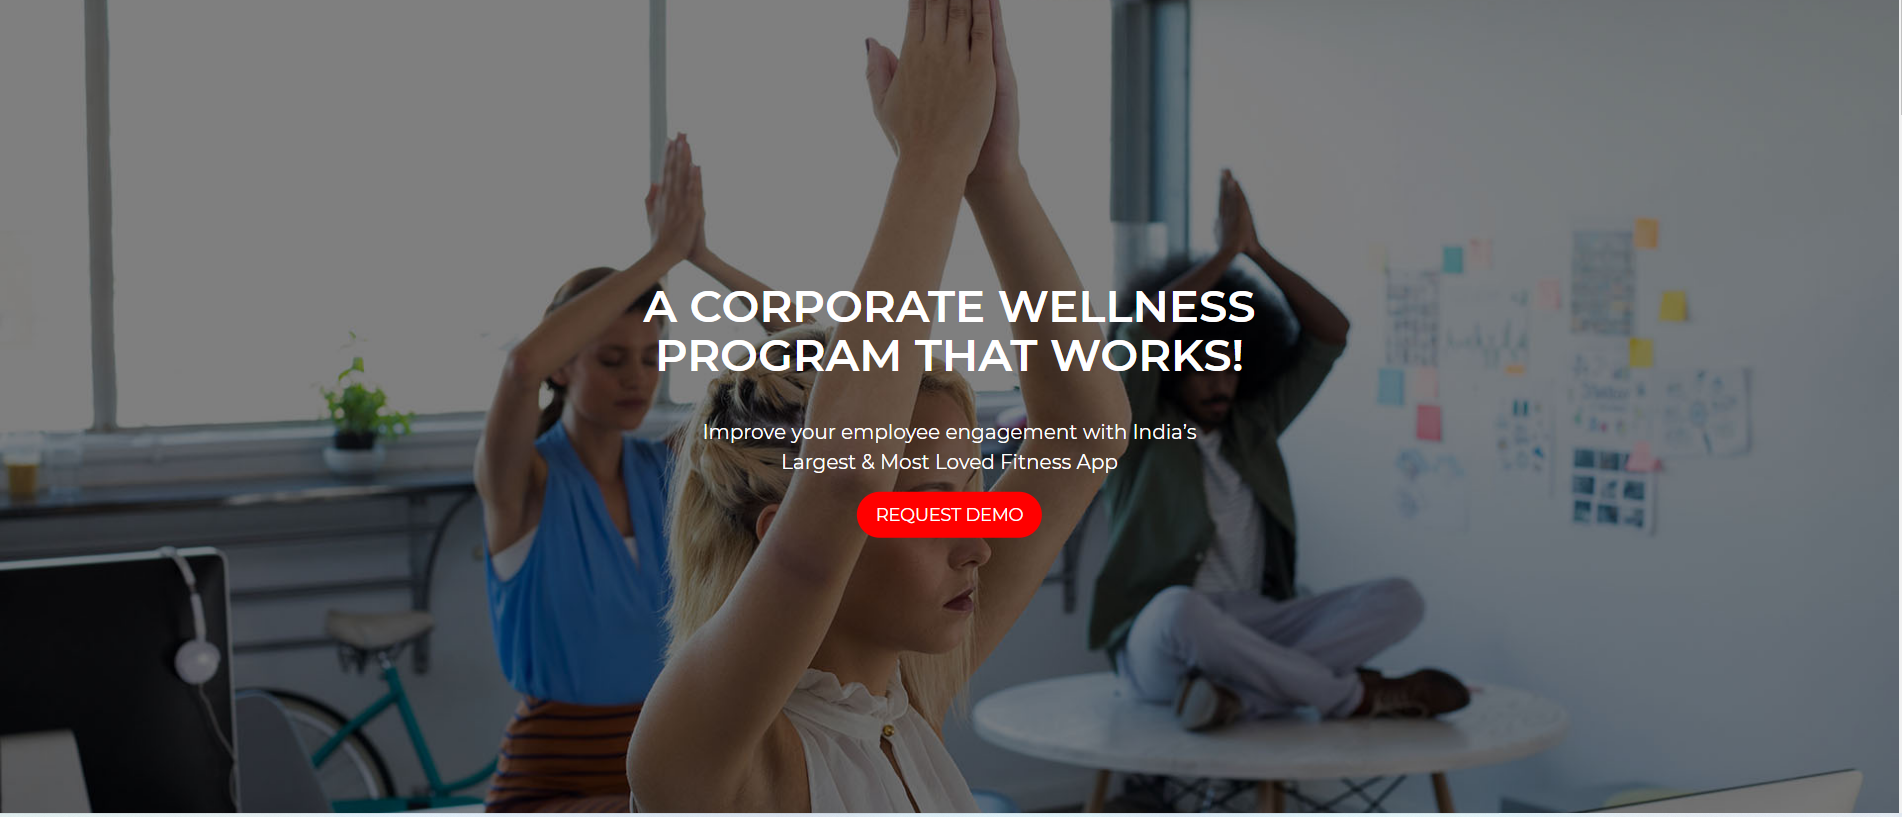 A CORPORATE WELLNESS
PROGRAM THAT WORKS!
Improve your employee engagement with India's
Largest & Most Loved Fitness App
REQUEST DEMO